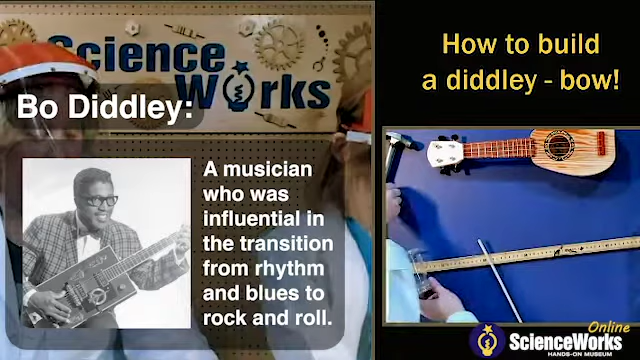 Science
Works
Bo Diddley:
A musician
who was
influential in
the transition
from rhythm
and blues to
rock and roll.
How to build
a diddley - bow!
Online
ScienceWorks
HANDS-ON MUSEUM